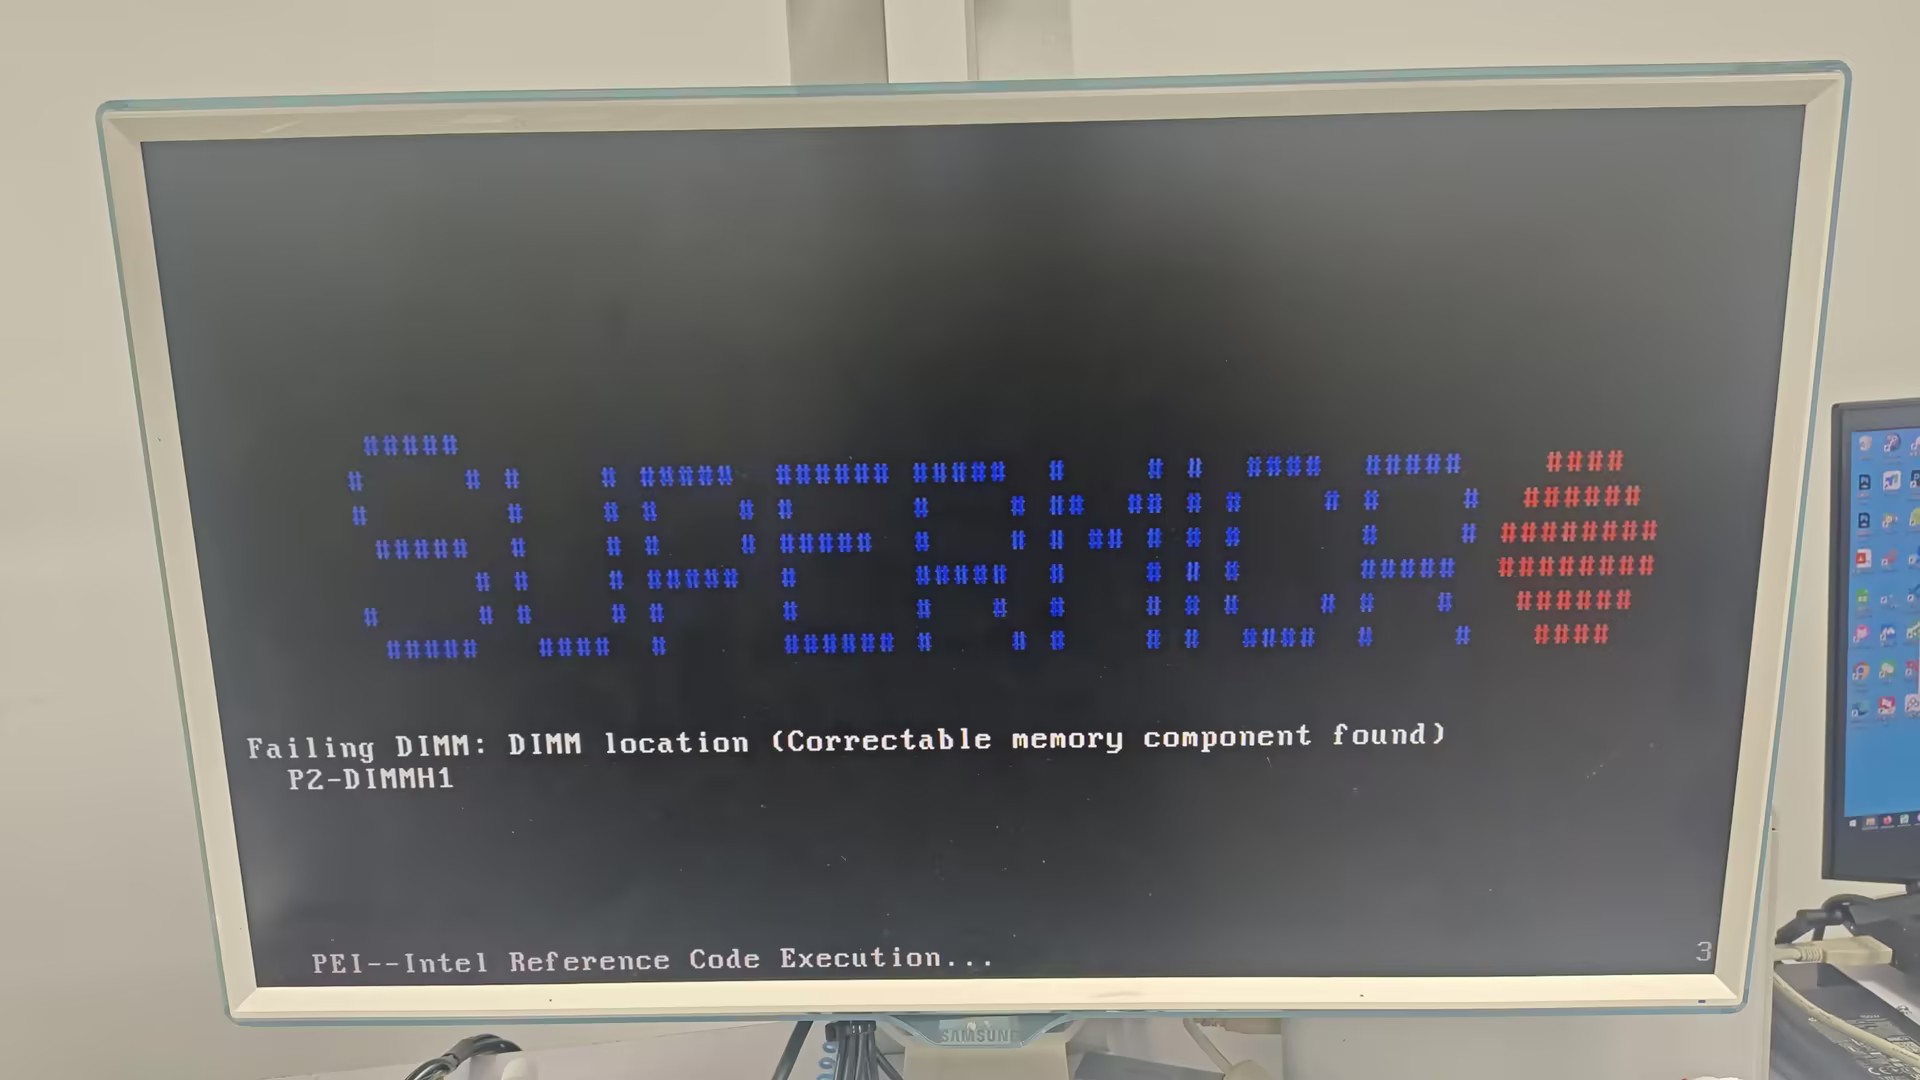 SUPERMICR
Failing DIMM: DIMM location (Correctable memory component found)
P2-DIMMH1
PEI--Intel Reference Code Execution...
3
SAMSUNG